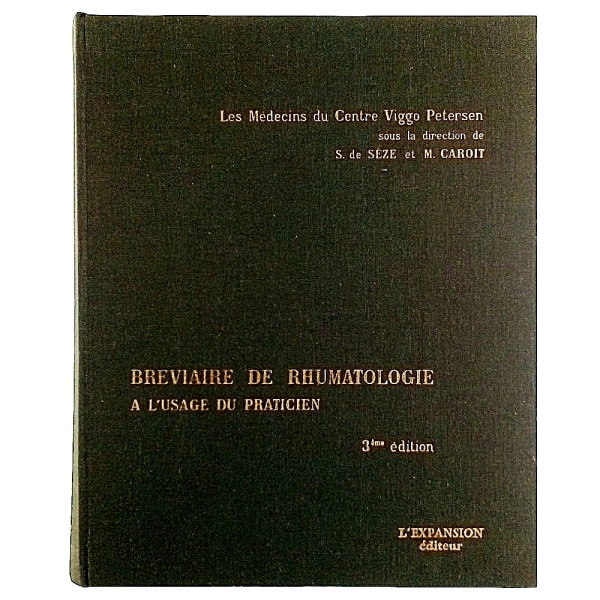 Les Médecins du Centre Viggo Petersen
sous la direction de
S. de SÈZE et M. CAROIT
BREVIAIRE DE RHUMATOLOGIE
A L'USAGE DU PRATICIEN
3ème édition
L'EXPANSION
éditeur